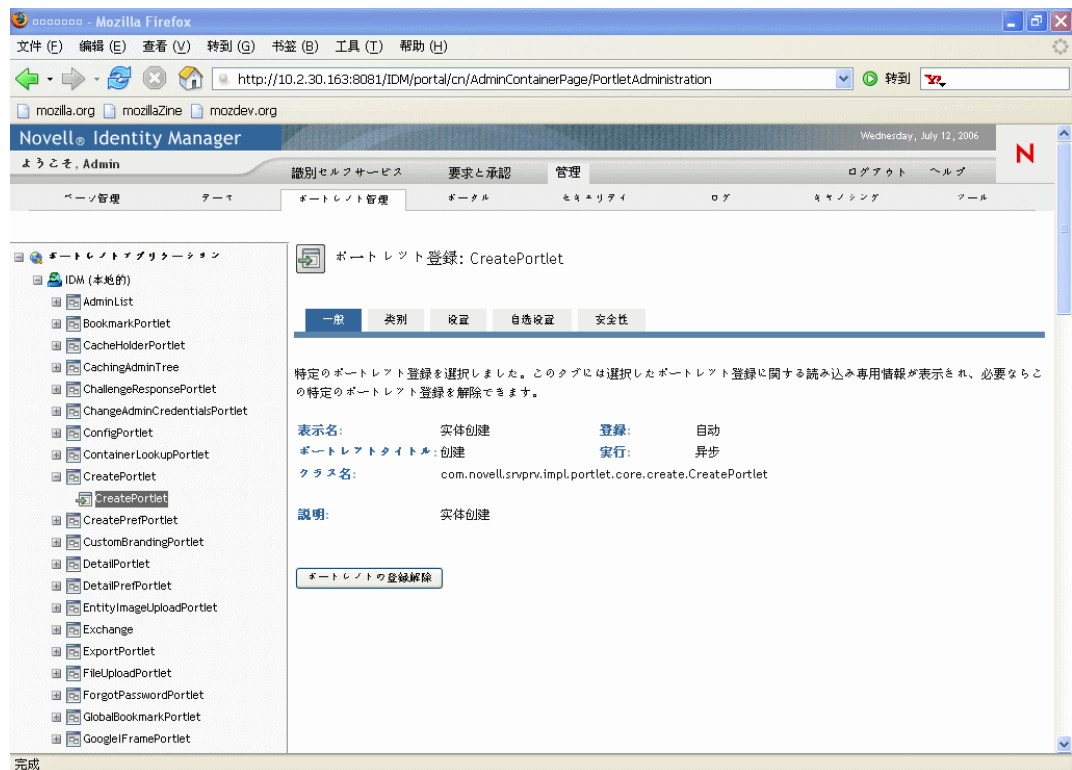 - Mozilla Firefox
文件 (F) 编辑 (E) 查看 (V) 转到 (G) 书签 (B) 工具 (T) 帮助 (H)
http://10.2.30.163:8081/IDM/portal/cn/AdminContainerPage/PortletAdministration
转到
mozilla.org mozillaZine mozdev.org
Novell® Identity Manager
Wednesday, July 12, 2006
N
ようこそ, Admin
識別セルフサービス 要求と承認 管理 ログアウト ヘルプ
ページ管理 テーマ ポートレット管理 ポータル セキュリティ ログ キャッシング ツール
ポートレットアプリケーション
IDM (本地的)
AdminList
BookmarkPortlet
CacheHolderPortlet
CachingAdminTree
ChallengeResponsePortlet
ChangeAdminCredentialsPortlet
ConfigPortlet
ContainerLookupPortlet
CreatePortlet
CreatePortlet
CreatePrefPortlet
CustomBrandingPortlet
DetailPortlet
DetailPrefPortlet
EntityImageUploadPortlet
Exchange
ExportPortlet
FileUploadPortlet
ForgotPasswordPortlet
GlobalBookmarkPortlet
GoogleIFramePortlet
ポートレット登録: CreatePortlet
一般 类别 设置 自选设置 安全性
特定のポートレット登録を選択しました。このタブには選択したポートレット登録に関する読み込み専用情報が表示され、必要ならこ
の特定のポートレット登録を解除できます。
表示名: 实体创建 登録: 自动
ポートレットタイトル: 创建 実行: 异步
クラス名: com.novell.srvprv.impl.portlet.core.create.CreatePortlet
説明: 实体创建
ポートレットの登録解除
完成